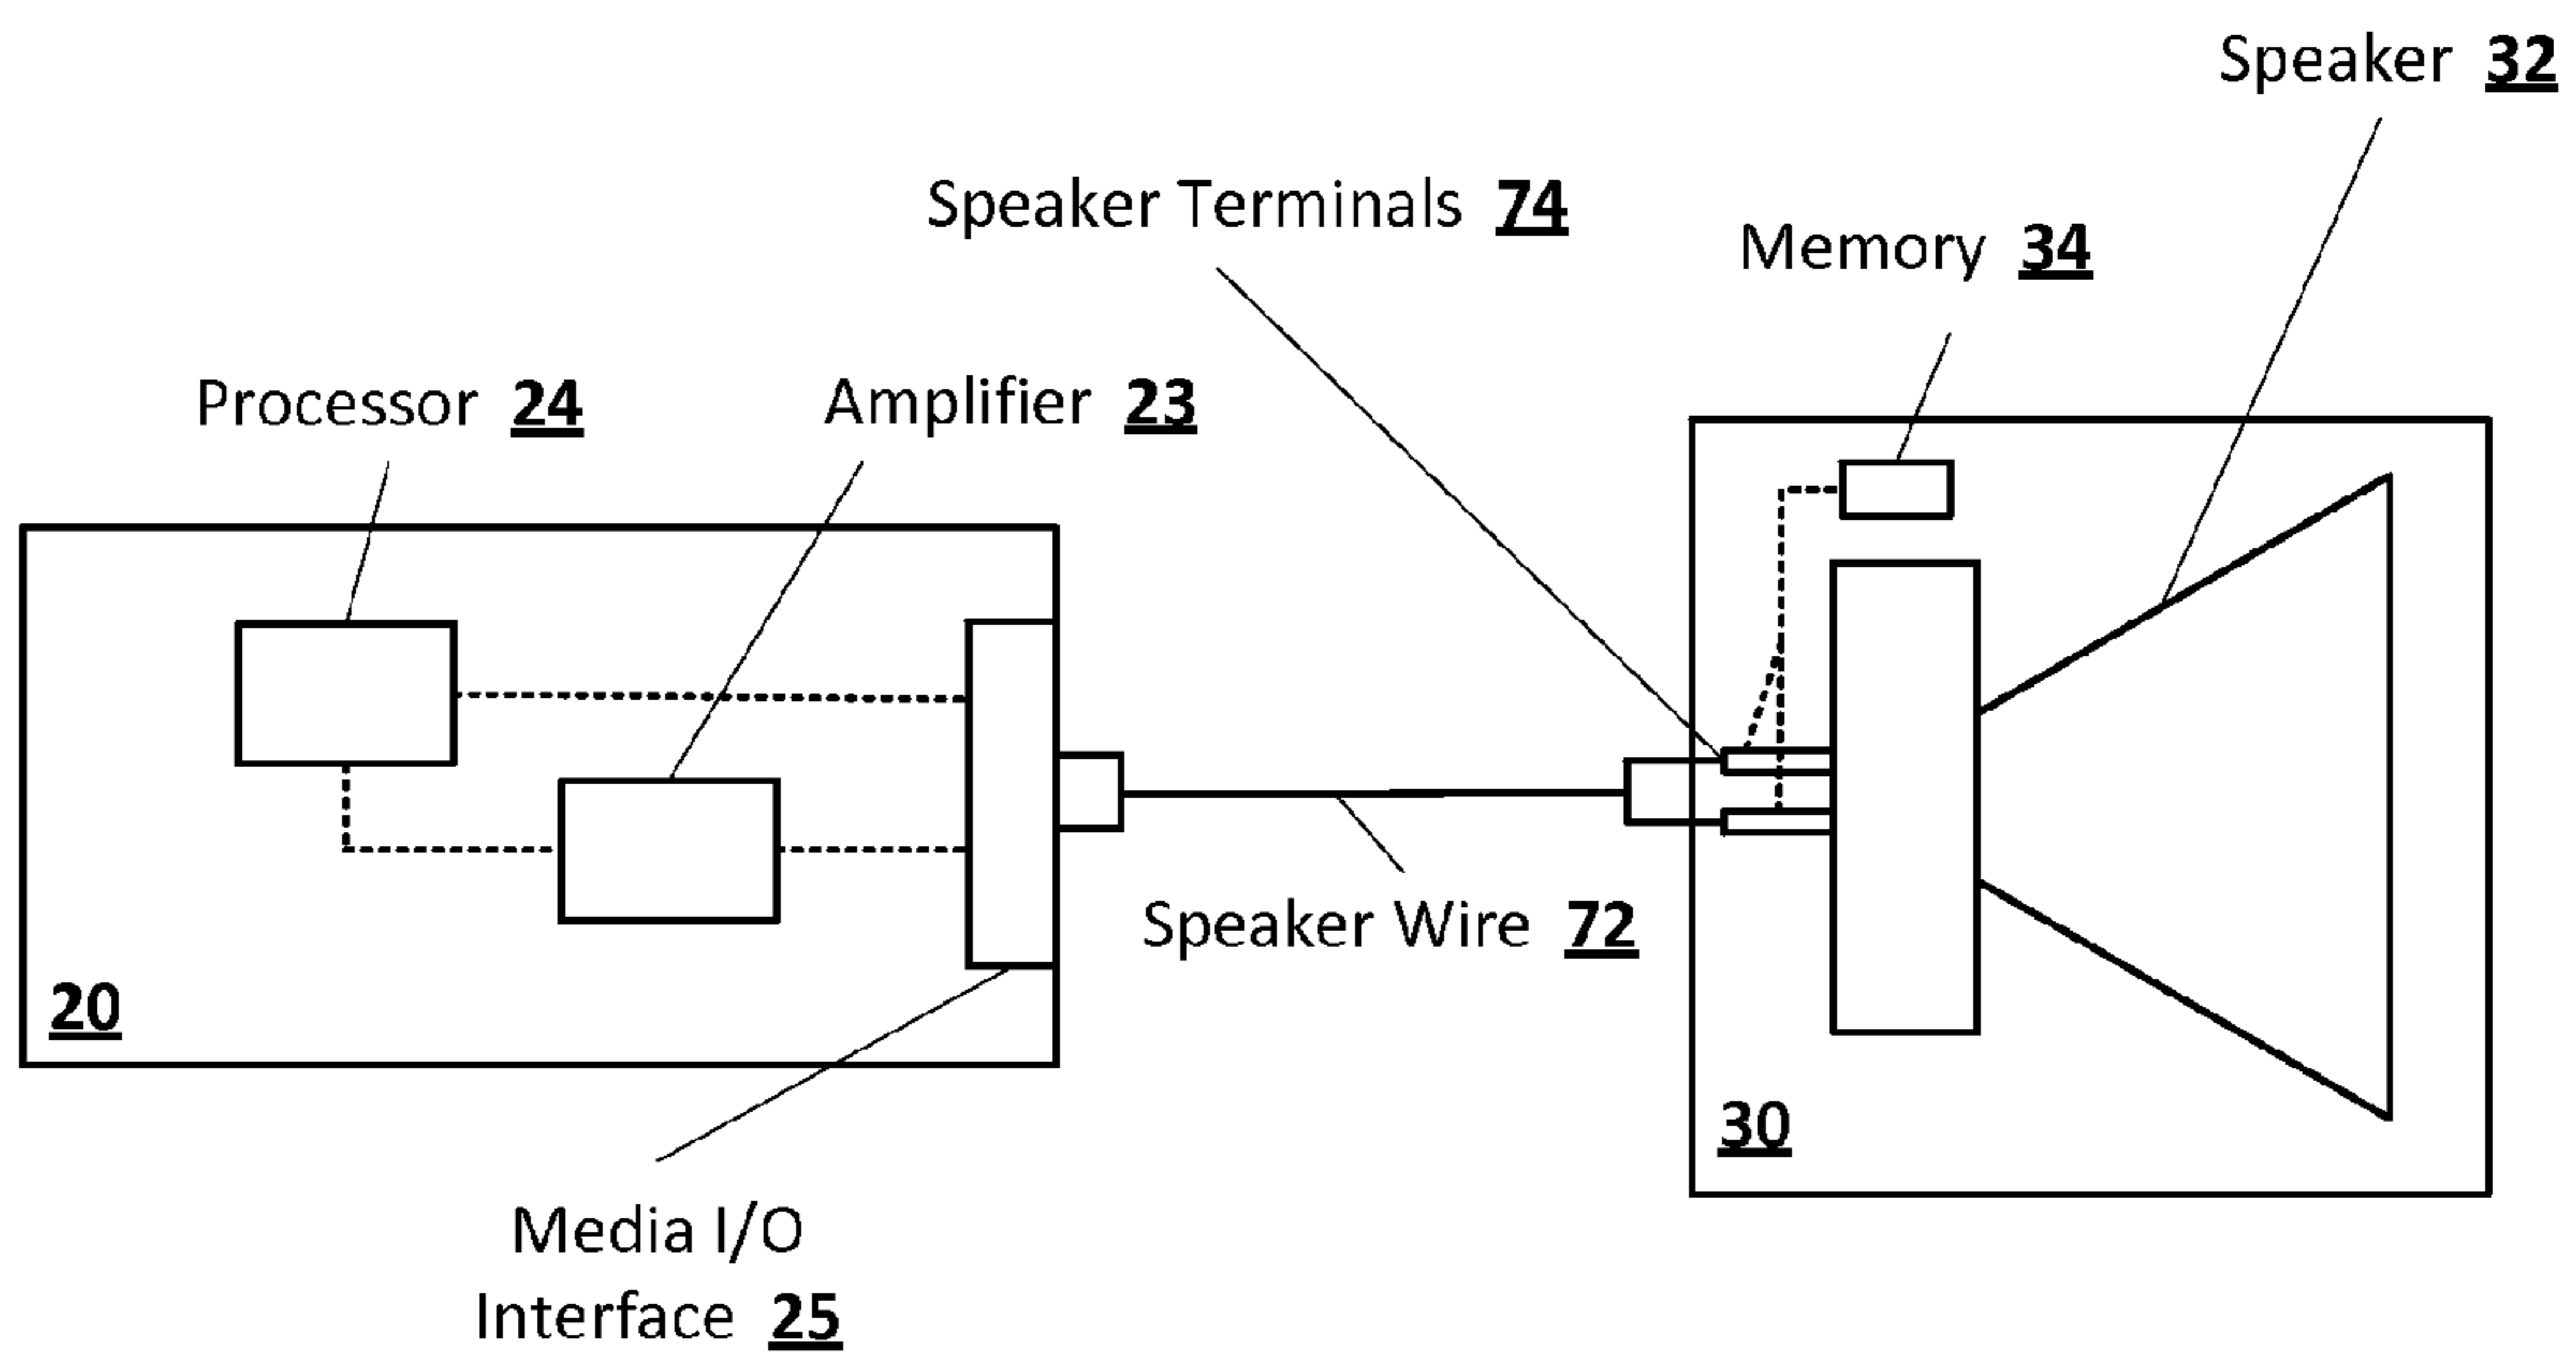 Speaker 32
Speaker Terminals 74
Memory 34
Processor 24
Amplifier 23
Speaker Wire 72
20
30
Media I/O
Interface 25